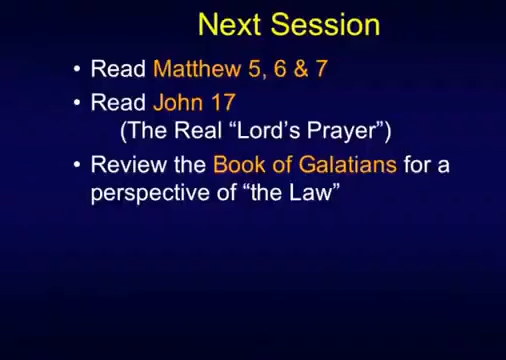 Next Session
• Read Matthew 5, 6 & 7
• Read John 17
(The Real “Lord’s Prayer”)
• Review the Book of Galatians for a
perspective of “the Law”